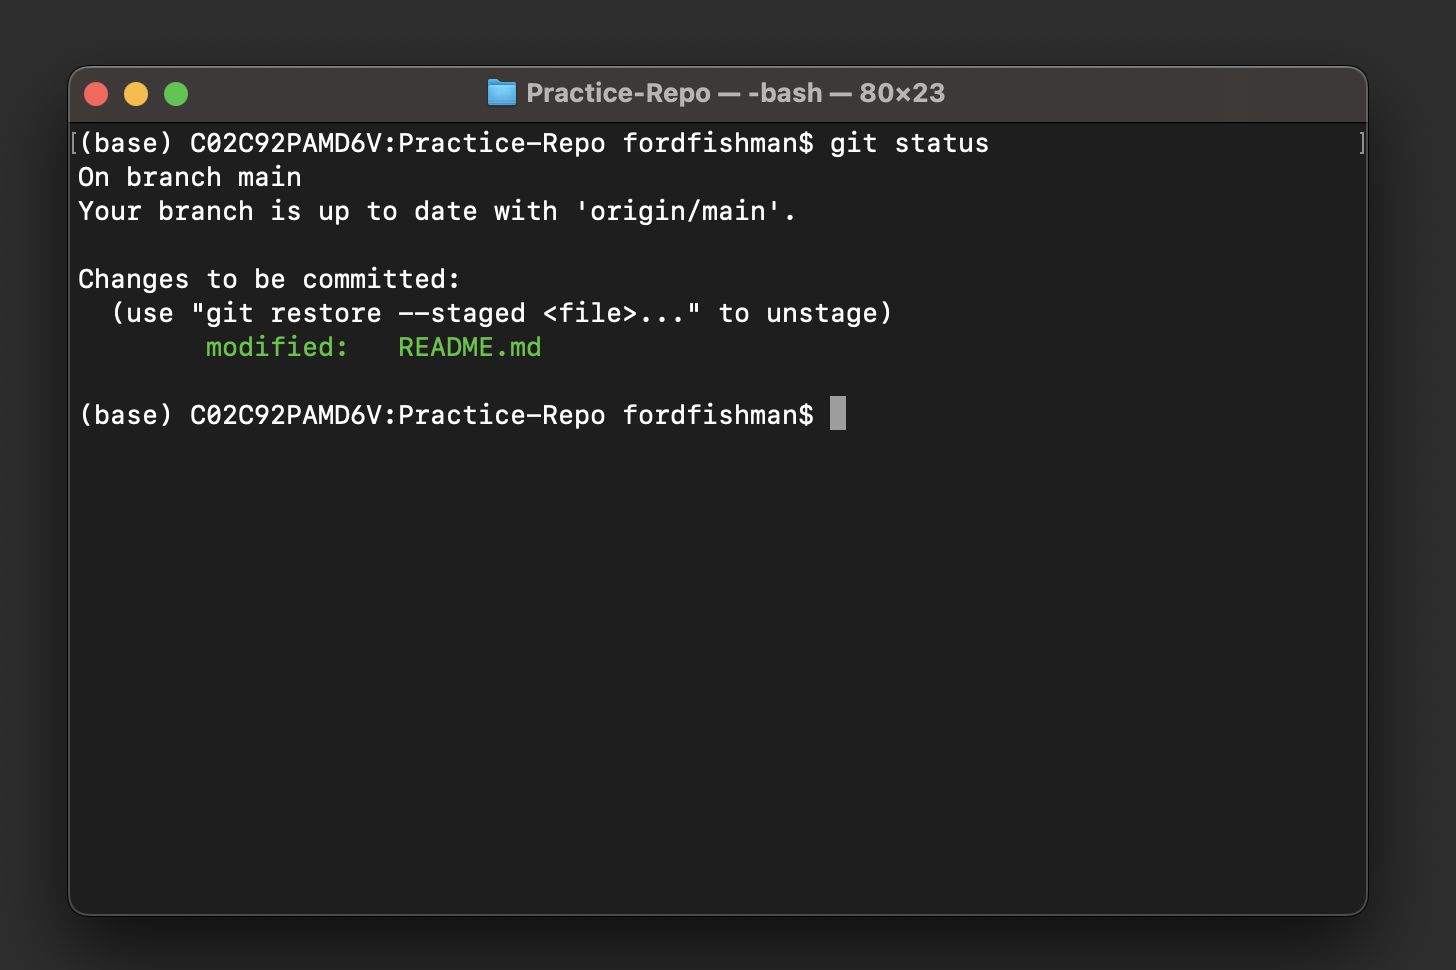 Practice-Repo — -bash — 80×23
[(base) C02C92PAMD6V:Practice-Repo fordfishman$ git status ]
On branch main
Your branch is up to date with 'origin/main'.
Changes to be committed:
  (use "git restore --staged <file>..." to unstage)
        modified:   README.md
(base) C02C92PAMD6V:Practice-Repo fordfishman$